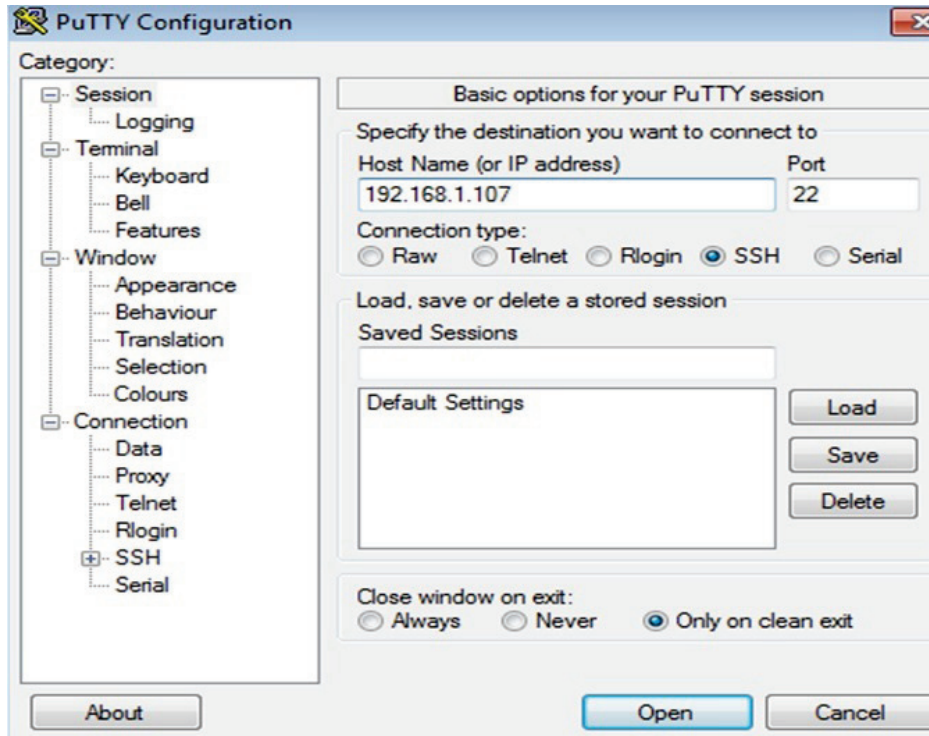 PuTTY Configuration
Category:
Session
Logging
Terminal
Keyboard
Bell
Features
Window
Appearance
Behaviour
Translation
Selection
Colours
Connection
Data
Proxy
Telnet
Rlogin
SSH
Serial
Basic options for your PuTTY session
Specify the destination you want to connect to
Host Name (or IP address) Port
192.168.1.107 22
Connection type:
Raw Telnet Rlogin SSH Serial
Load, save or delete a stored session
Saved Sessions
Default Settings
Load
Save
Delete
Close window on exit:
Always Never Only on clean exit
About Open Cancel